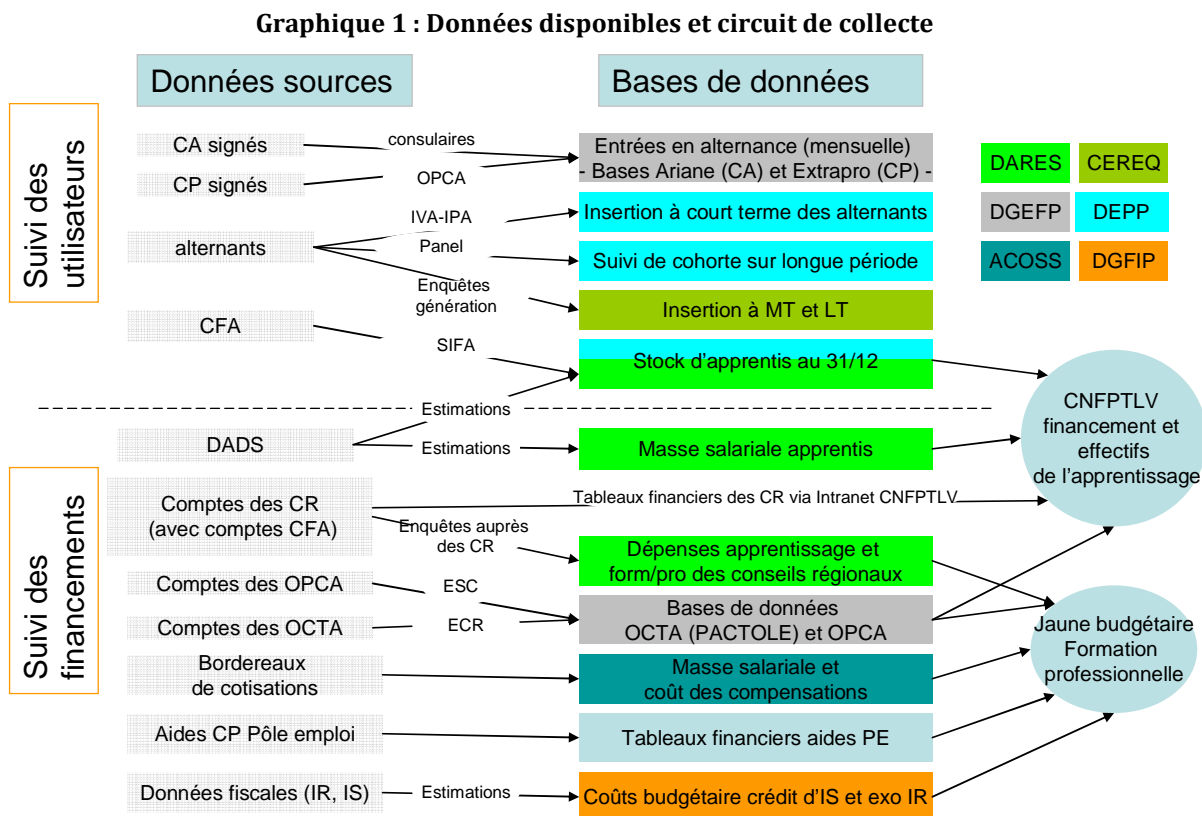 Graphique 1 : Données disponibles et circuit de collecte
Données sources
Bases de données
Suivi des
utilisateurs
CA signés
consulaires
Entrées en alternance (mensuelle)
- Bases Ariane (CA) et Extrapro (CP) -
CP signés
OPCA
DARES
CEREQ
IVA-IPA
Insertion à court terme des alternants
DGEFP
DEPP
alternants
Panel
Suivi de cohorte sur longue période
ACOSS
DGFIP
Enquêtes
génération
Insertion à MT et LT
CFA
SIFA
Stock d'apprentis au 31/12
Estimations
CNFPTLV
financement et
effectifs
de l'apprentissage
Suivi des
financements
DADS
Estimations
Masse salariale apprentis
Comptes des CR
(avec comptes CFA)
Tableaux financiers des CR via Intranet CNFPTLV
Enquêtes auprès
des CR
Dépenses apprentissage et
form/pro des conseils régionaux
Comptes des OPCA
ESC
Bases de données
OCTA (PACTOLE) et OPCA
Comptes des OCTA
ECR
Jaune budgétaire
Formation
professionnelle
Bordereaux
de cotisations
Masse salariale et
coût des compensations
Aides CP Pôle emploi
Tableaux financiers aides PE
Données fiscales (IR, IS)
Estimations
Coûts budgétaire crédit d'IS et exo IR